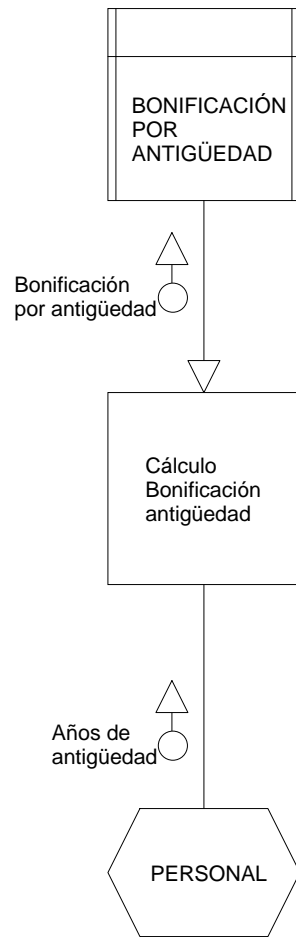 BONIFICACIÓN
POR
ANTIGÜEDAD
Bonificación
por antigüedad
Cálculo
Bonificación
antigüedad
Años de
antigüedad
PERSONAL